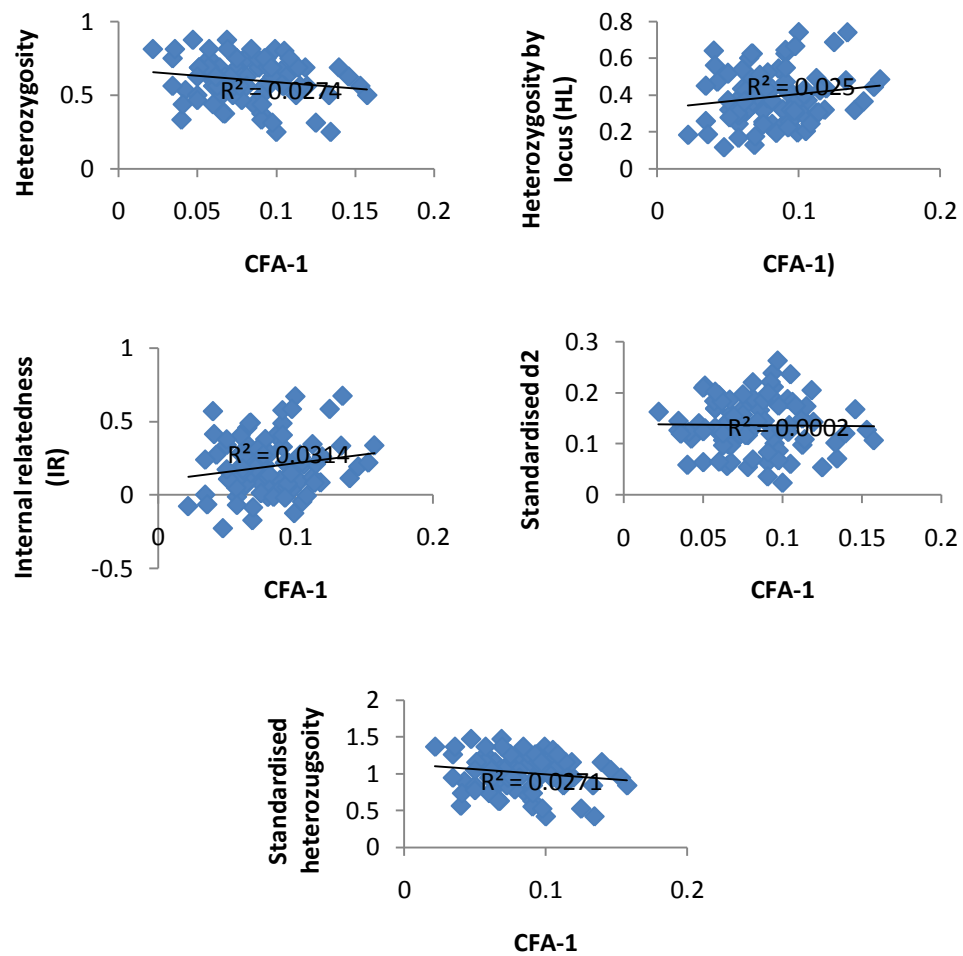 Heterozygosity
1
0.5
0
R² = 0.0274
0 0.05 0.1 0.15 0.2
CFA-1
Heterozygosity by
locus (HL)
0.8
0.6
0.4
0.2
0
R² = 0.025
0 0.1 0.2
CFA-1)
Internal relatedness
(IR)
1
0.5
0
-0.5
R² = 0.0314
0 0.1 0.2
CFA-1
Standardised d2
0.3
0.2
0.1
0
R² = 0.0002
0 0.05 0.1 0.15 0.2
CFA-1
Standardised
heterozugsoity
2
1.5
1
0.5
0
R² = 0.0271
0 0.1 0.2
CFA-1